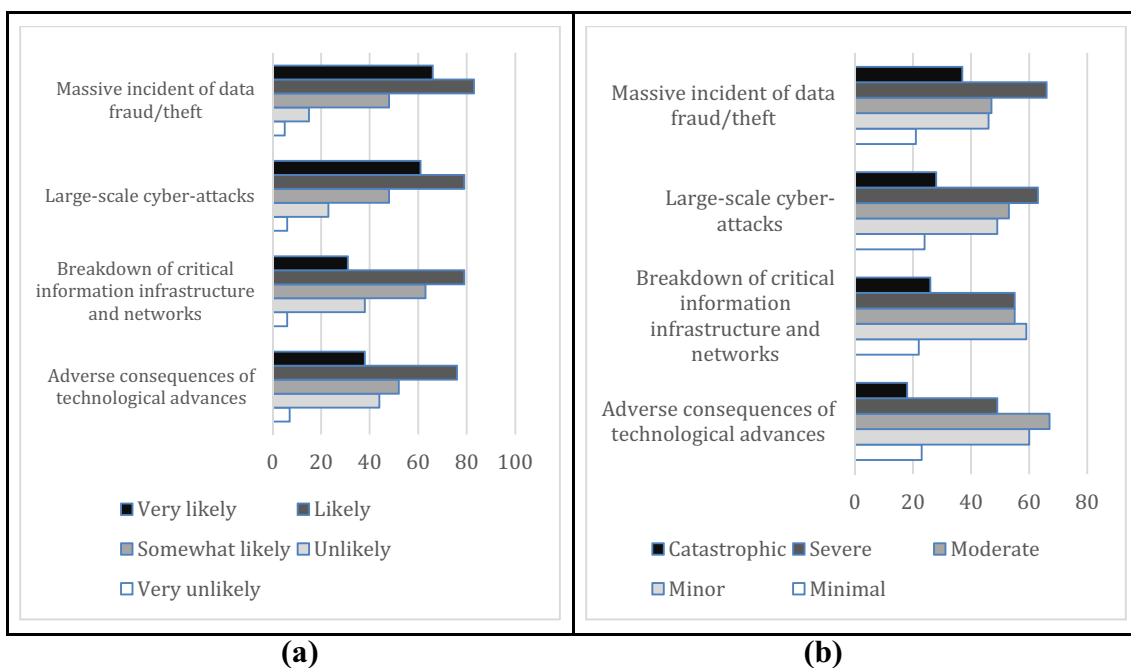 Massive incident of data
fraud/theft
Large-scale cyber-attacks
Breakdown of critical
information infrastructure
and networks
Adverse consequences of
technological advances
0 20 40 60 80 100
Very likely Likely
Somewhat likely Unlikely
Very unlikely
(a)
Massive incident of data
fraud/theft
Large-scale cyber-
attacks
Breakdown of critical
information
infrastructure and
networks
Adverse consequences of
technological advances
0 20 40 60 80
Catastrophic Severe Moderate
Minor Minimal
(b)